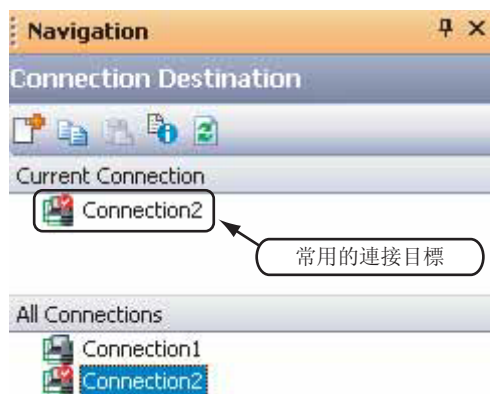 Navigation
Connection Destination
Current Connection
Connection2
常用的連接目標
All Connections
Connection1
Connection2